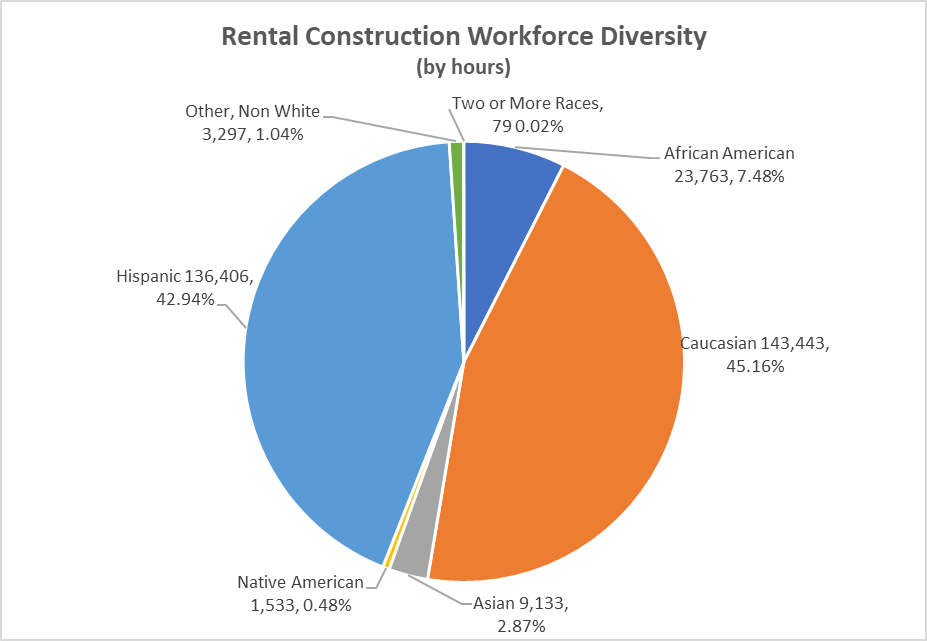 Rental Construction Workforce Diversity
(by hours)
Two or More Races,
79 0.02%
Other, Non White
3,297, 1.04%
African American
23,763, 7.48%
Hispanic 136,406,
42.94%
Caucasian 143,443,
45.16%
Native American
1,533, 0.48%
Asian 9,133,
2.87%